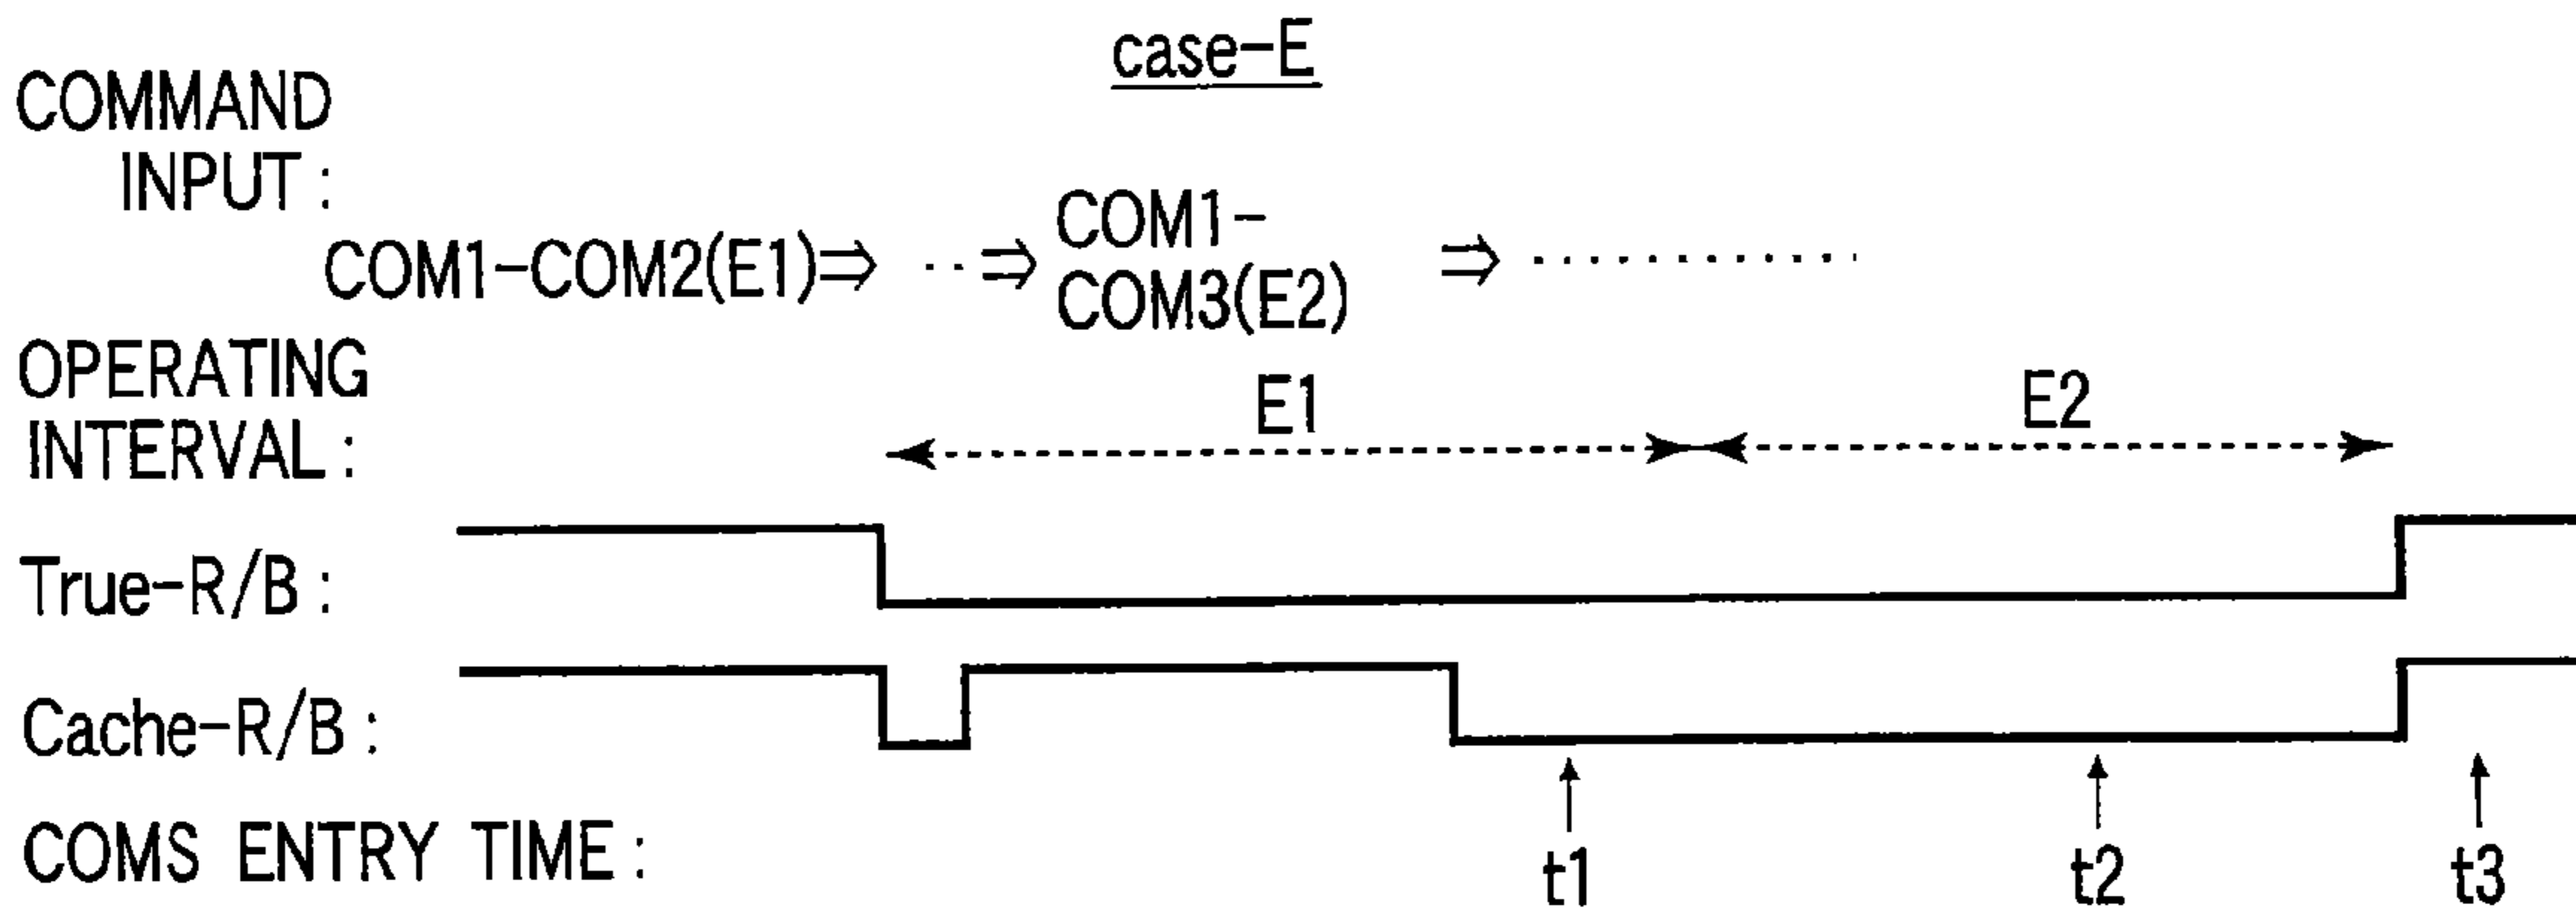 case-E
COMMAND
INPUT :
COM1-COM2(E1)⇒ ‥⇒ COM1-
COM3(E2) ⇒ ············
OPERATING
INTERVAL :
E1 E2
True-R/B :
Cache-R/B :
COMS ENTRY TIME :
t1 t2 t3